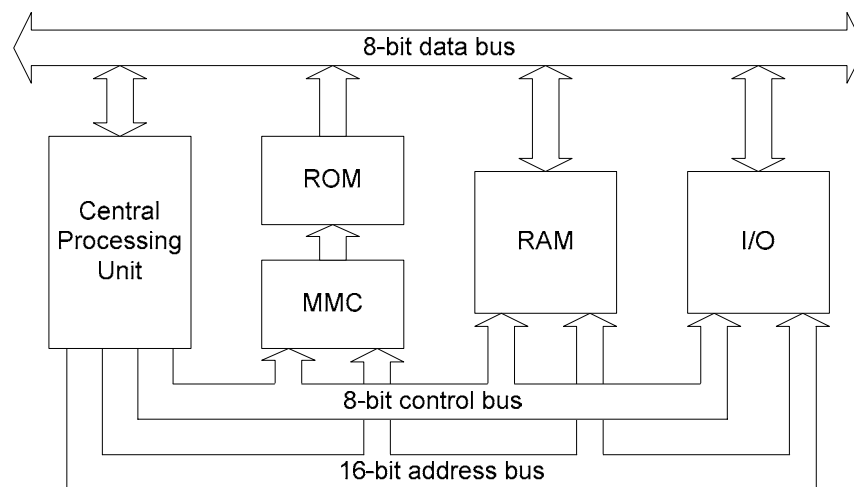 8-bit data bus
Central
Processing
Unit
ROM
MMC
RAM
I/O
8-bit control bus
16-bit address bus